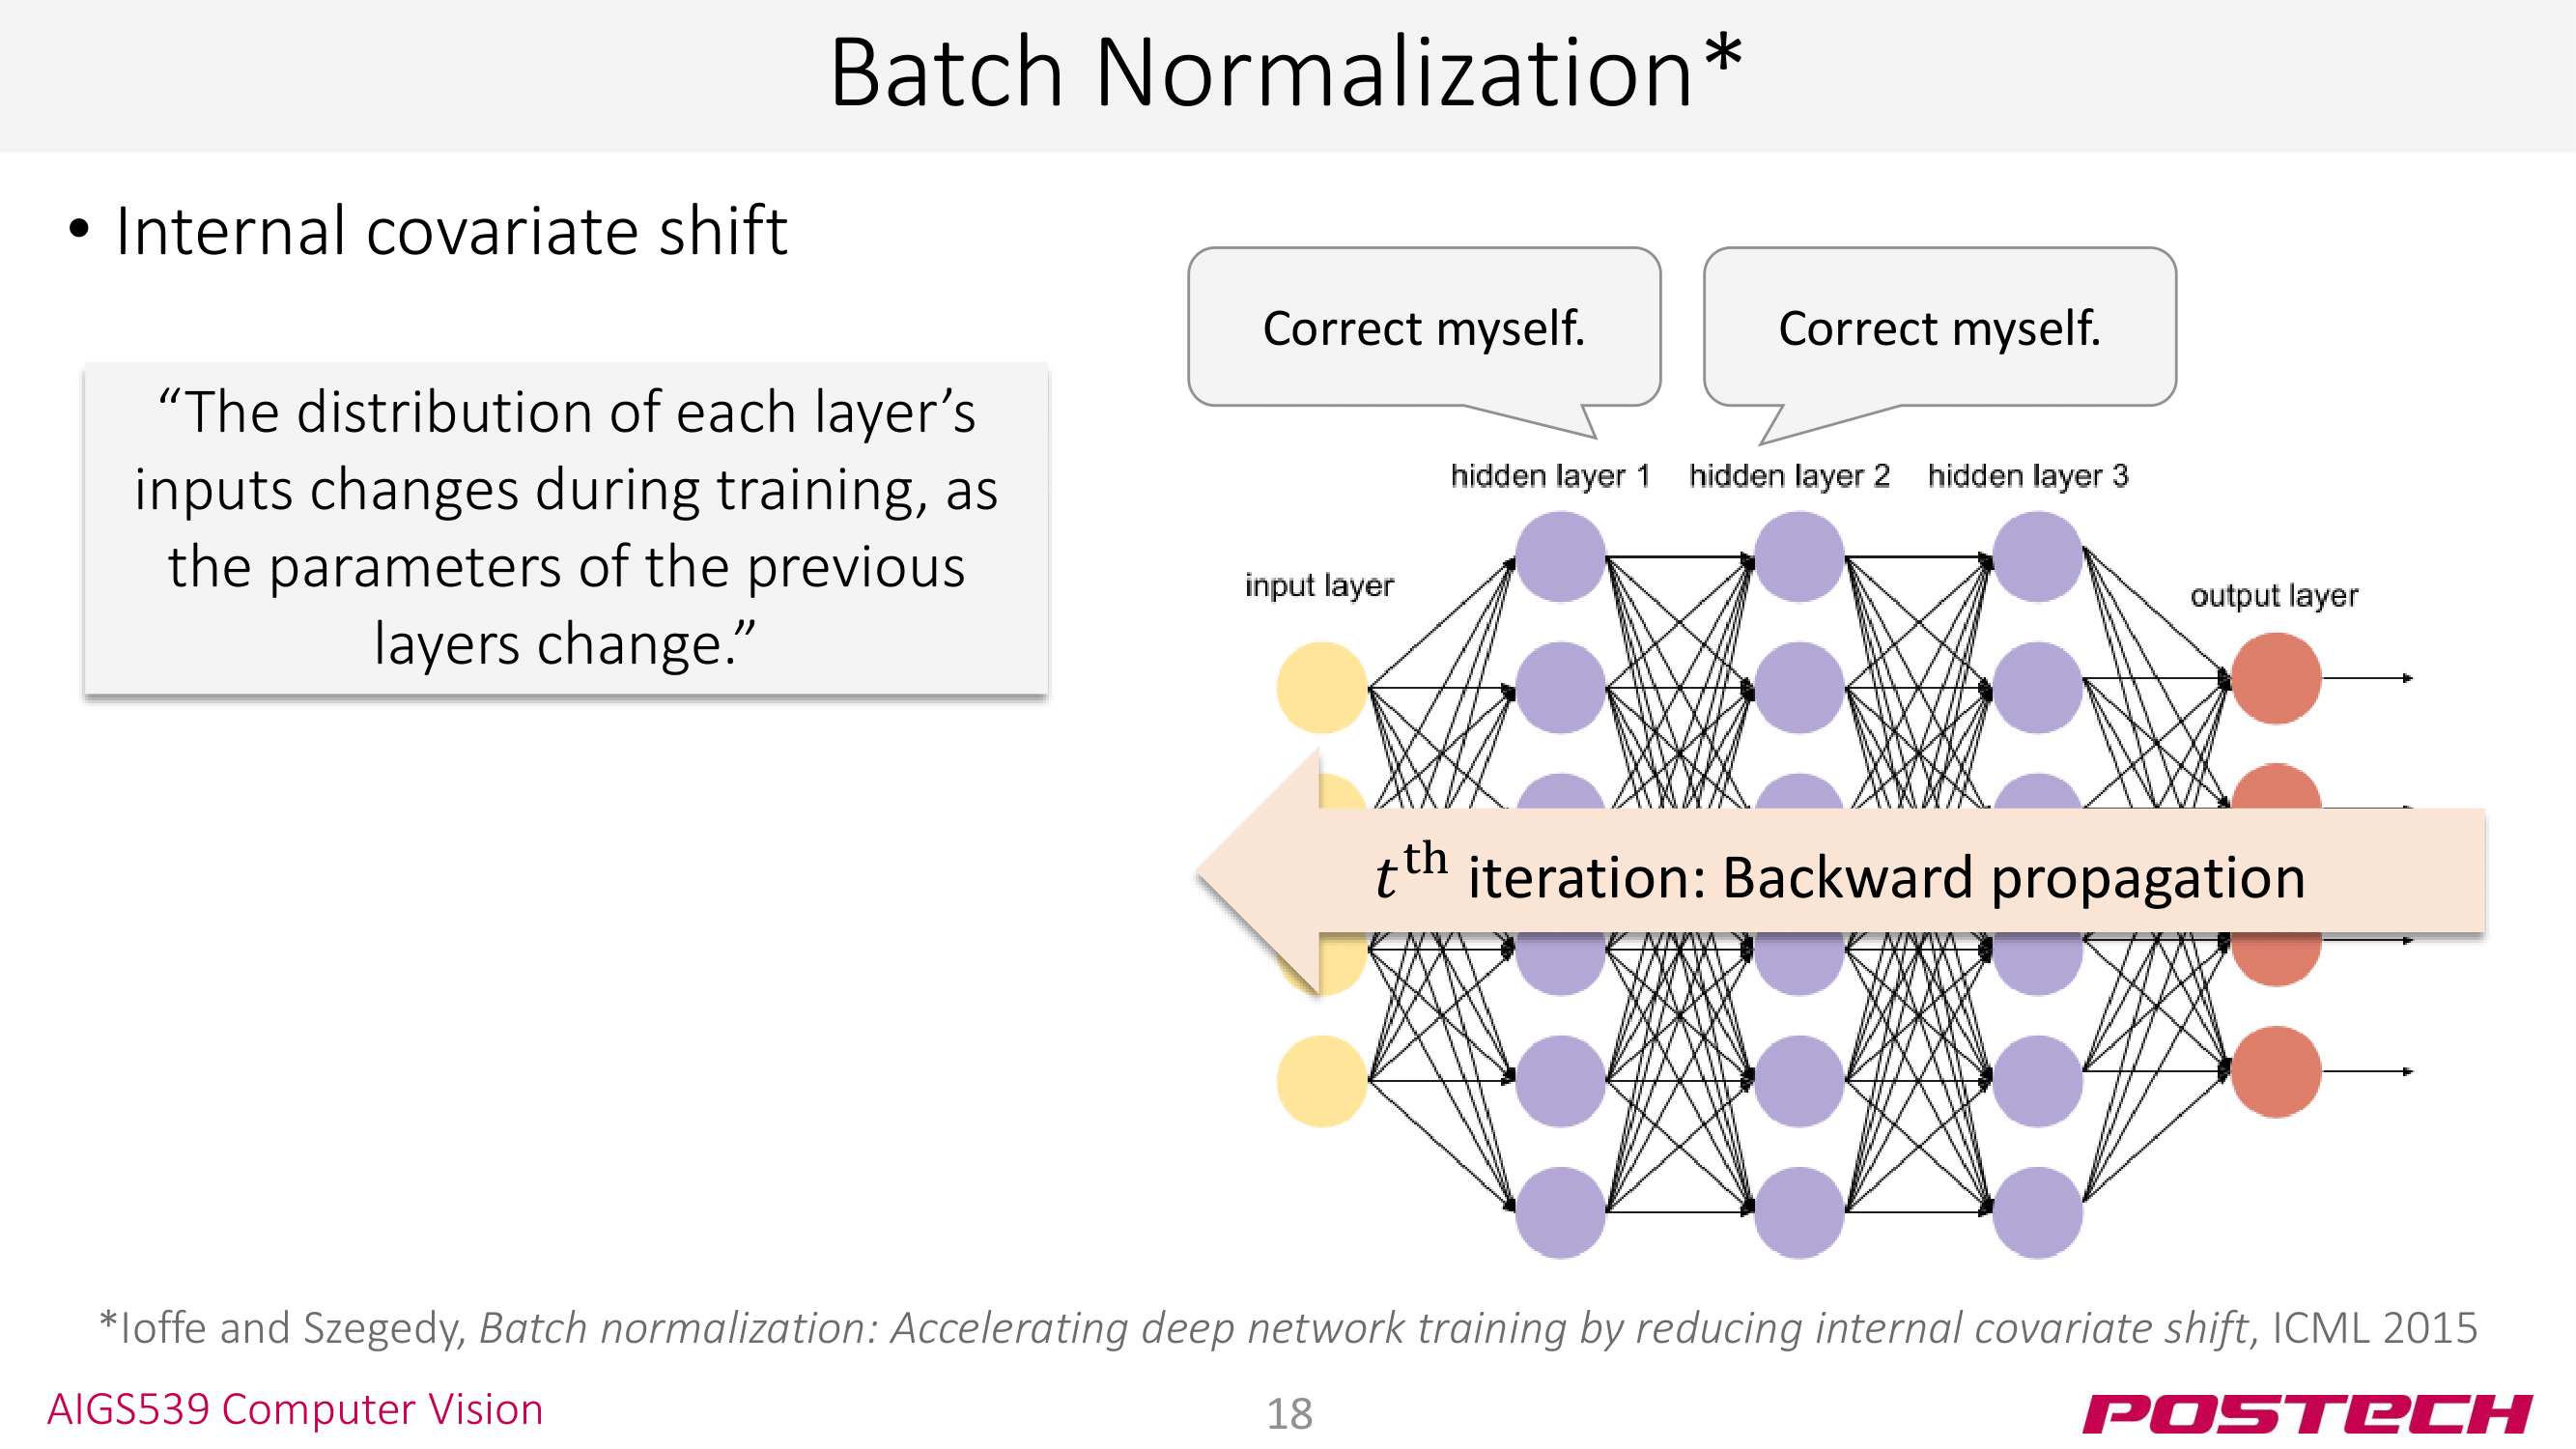 Batch Normalization*
• Internal covariate shift
“The distribution of each layer’s
inputs changes during training, as
the parameters of the previous
layers change.”
Correct myself.
Correct myself.
hidden layer 1
hidden layer 2
hidden layer 3
input layer
output layer
t^th iteration: Backward propagation
*Ioffe and Szegedy, Batch normalization: Accelerating deep network training by reducing internal covariate shift, ICML 2015
AIGS539 Computer Vision
18
POSTECH